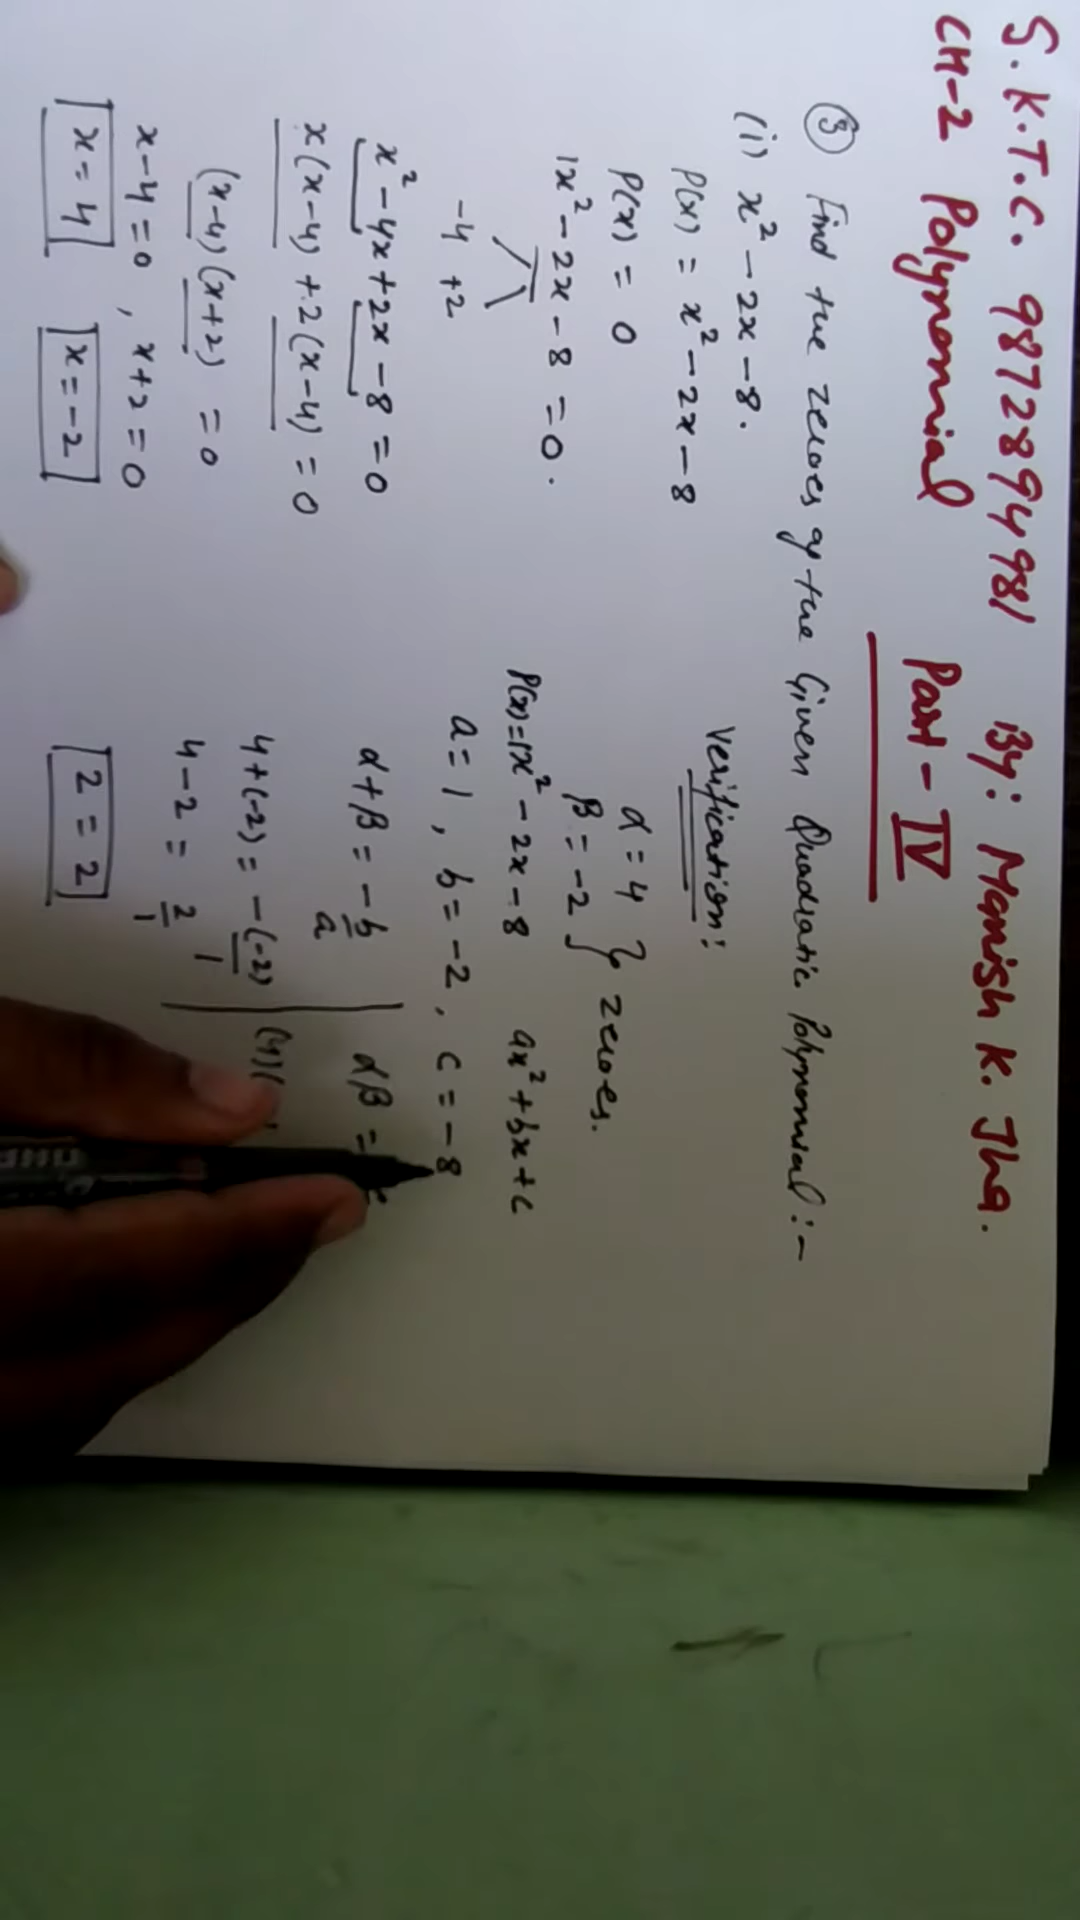 S.K.T.C. 9872894981 By: Manish K. Jha.
CH-2 Polynomial Part - IV
③ Find the zeroes of the Given Quadratic Polynomial :-
(i) x² - 2x - 8.
P(x) = x² - 2x - 8
P(x) = 0
1x² - 2x - 8 = 0.
-4 +2
x² - 4x + 2x - 8 = 0
x(x-4) + 2(x-4) = 0
(x-4)(x+2) = 0
x-4=0, x+2=0
x = 4 x = -2
Verification:
α = 4
β = -2 } zeroes.
P(x) = 1x² - 2x - 8 ax² + bx + c
a = 1, b = -2, c = -8
α+β = -b/a
αβ =
4+(-2) = -(-2)/1
(4)(
4-2 = 2/1
2 = 2